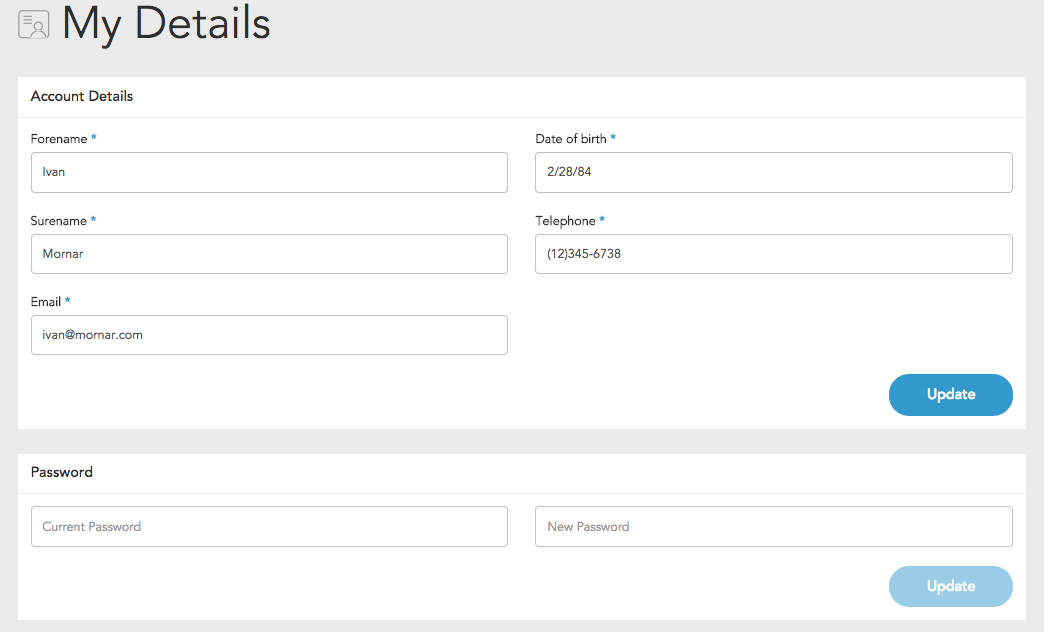 My Details
Account Details
Forename *
Date of birth *
Ivan
2/28/84
Surename *
Telephone *
Mornar
(12)345-6738
Email *
ivan@mornar.com
Update
Password
Current Password
New Password
Update